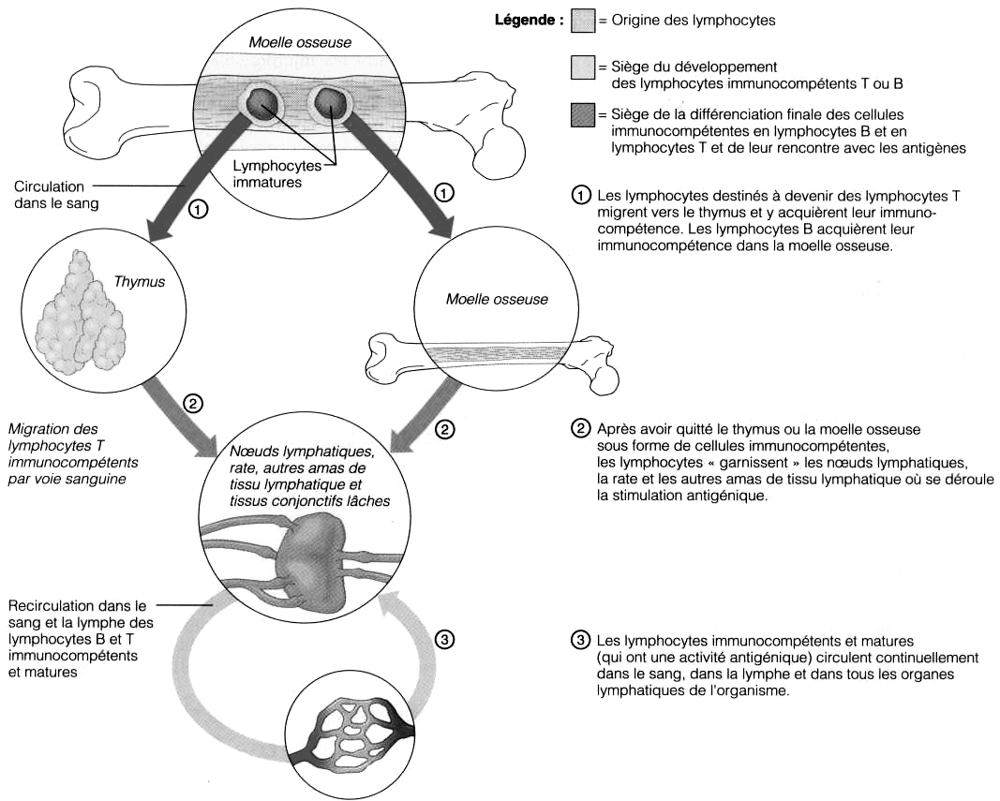 Légende :
= Origine des lymphocytes
= Siège du développement
des lymphocytes immunocompétents T ou B
= Siège de la différenciation finale des cellules
immunocompétentes en lymphocytes B et en
lymphocytes T et de leur rencontre avec les antigènes
Moelle osseuse
Lymphocytes
immatures
Circulation
dans le sang
1
1
1 Les lymphocytes destinés à devenir des lymphocytes T
migrent vers le thymus et y acquièrent leur immuno-
compétence. Les lymphocytes B acquièrent leur
immunocompétence dans la moelle osseuse.
Thymus
Moelle osseuse
2
2
Migration des
lymphocytes T
immunocompétents
par voie sanguine
Nœuds lymphatiques,
rate, autres amas de
tissu lymphatique et
tissus conjonctifs lâches
2 Après avoir quitté le thymus ou la moelle osseuse
sous forme de cellules immunocompétentes,
les lymphocytes « garnissent » les nœuds lymphatiques,
la rate et les autres amas de tissu lymphatique où se déroule
la stimulation antigénique.
Recirculation dans le
sang et la lymphe des
lymphocytes B et T
immunocompétents
et matures
3
3 Les lymphocytes immunocompétents et matures
(qui ont une activité antigénique) circulent continuellement
dans le sang, dans la lymphe et dans tous les organes
lymphatiques de l'organisme.